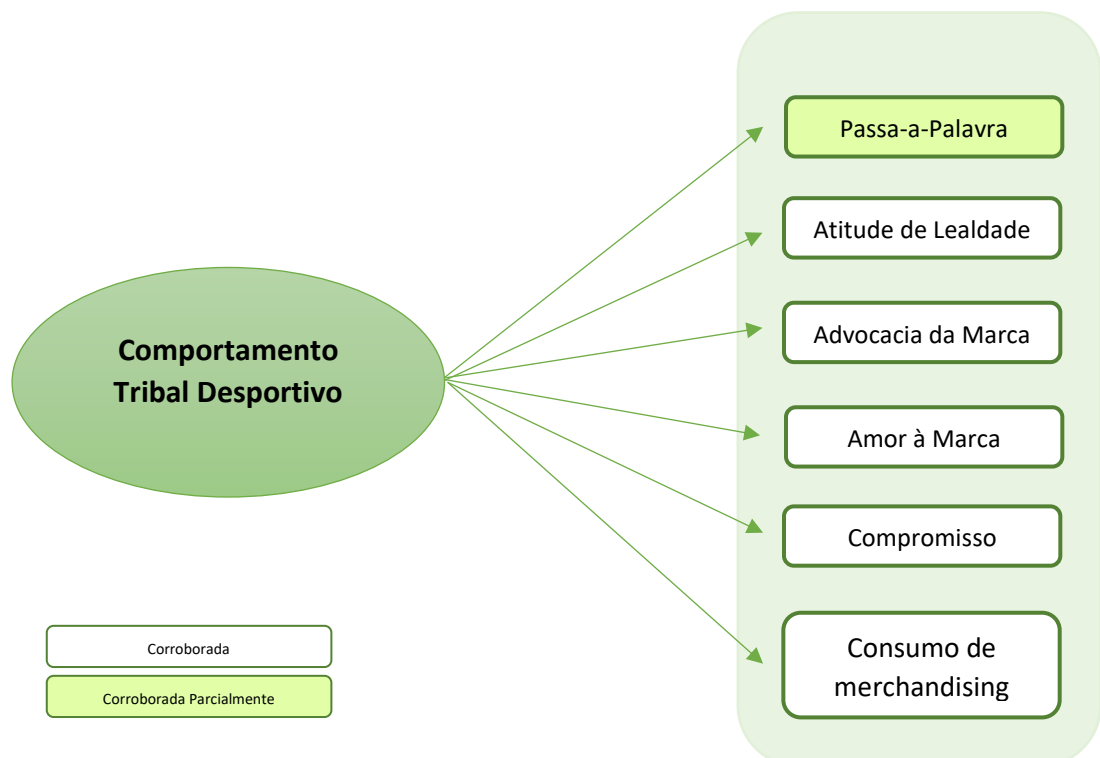 Comportamento
Tribal Desportivo
Passa-a-Palavra
Atitude de Lealdade
Advocacia da Marca
Amor à Marca
Compromisso
Consumo de
merchandising
Corroborada
Corroborada Parcialmente